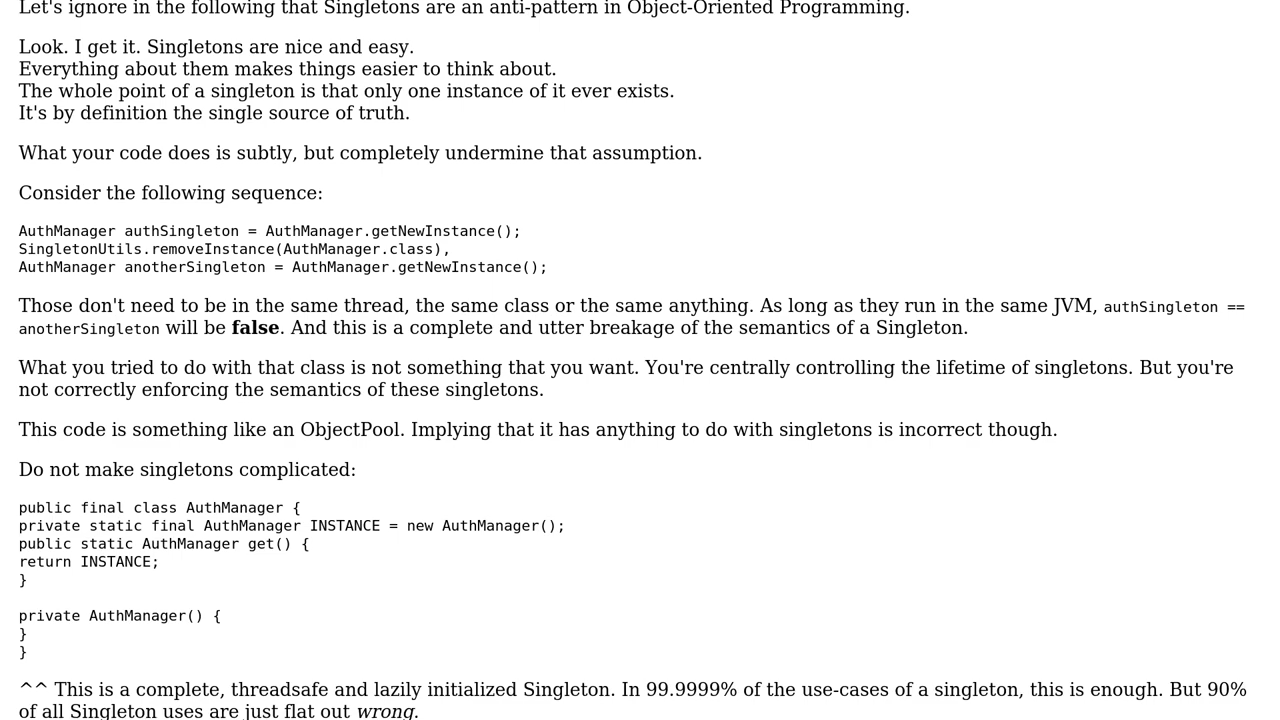 Let's ignore in the following that Singletons are an anti-pattern in Object-Oriented Programming.
Look. I get it. Singletons are nice and easy.
Everything about them makes things easier to think about.
The whole point of a singleton is that only one instance of it ever exists.
It's by definition the single source of truth.
What your code does is subtly, but completely undermine that assumption.
Consider the following sequence:
AuthManager authSingleton = AuthManager.getNewInstance();
SingletonUtils.removeInstance(AuthManager.class),
AuthManager anotherSingleton = AuthManager.getNewInstance();
Those don't need to be in the same thread, the same class or the same anything. As long as they run in the same JVM, authSingleton ==
anotherSingleton will be false. And this is a complete and utter breakage of the semantics of a Singleton.
What you tried to do with that class is not something that you want. You're centrally controlling the lifetime of singletons. But you're
not correctly enforcing the semantics of these singletons.
This code is something like an ObjectPool. Implying that it has anything to do with singletons is incorrect though.
Do not make singletons complicated:
public final class AuthManager {
private static final AuthManager INSTANCE = new AuthManager();
public static AuthManager get() {
return INSTANCE;
}
private AuthManager() {
}
}
^^ This is a complete, threadsafe and lazily initialized Singleton. In 99.9999% of the use-cases of a singleton, this is enough. But 90%
of all Singleton uses are just flat out wrong.